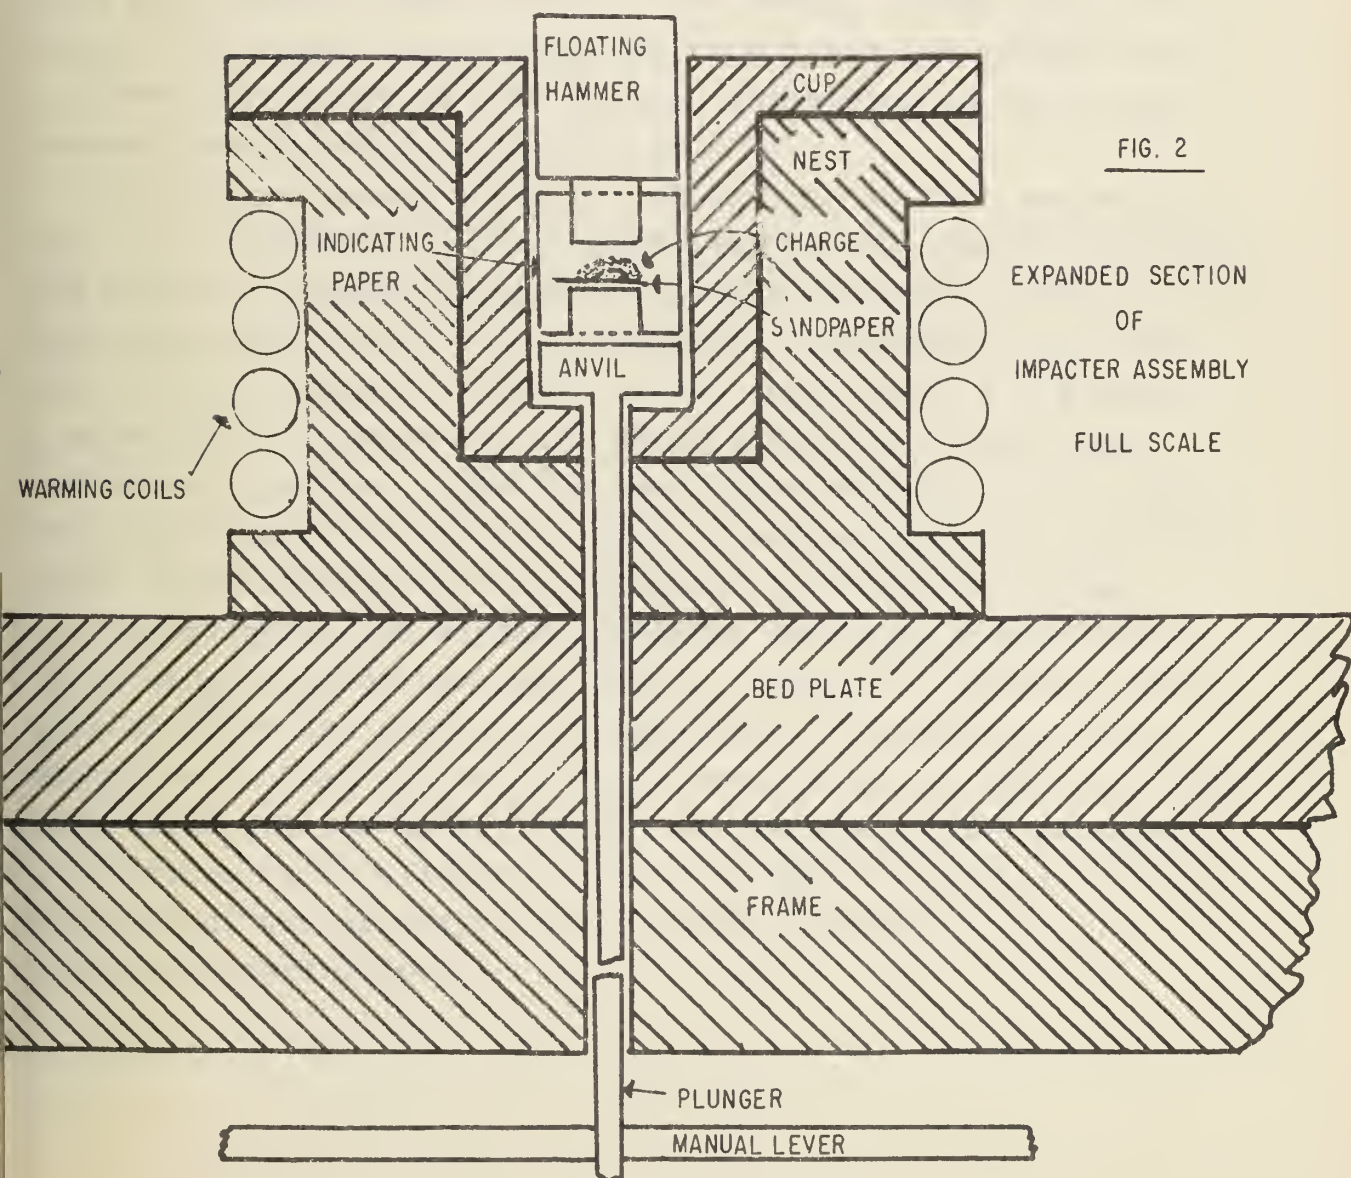 FLOATING
HAMMER
CUP
NEST
FIG. 2
INDICATING
PAPER
CHARGE
SANDPAPER
EXPANDED SECTION
OF
IMPACTER ASSEMBLY
FULL SCALE
ANVIL
WARMING COILS
BED PLATE
FRAME
PLUNGER
MANUAL LEVER